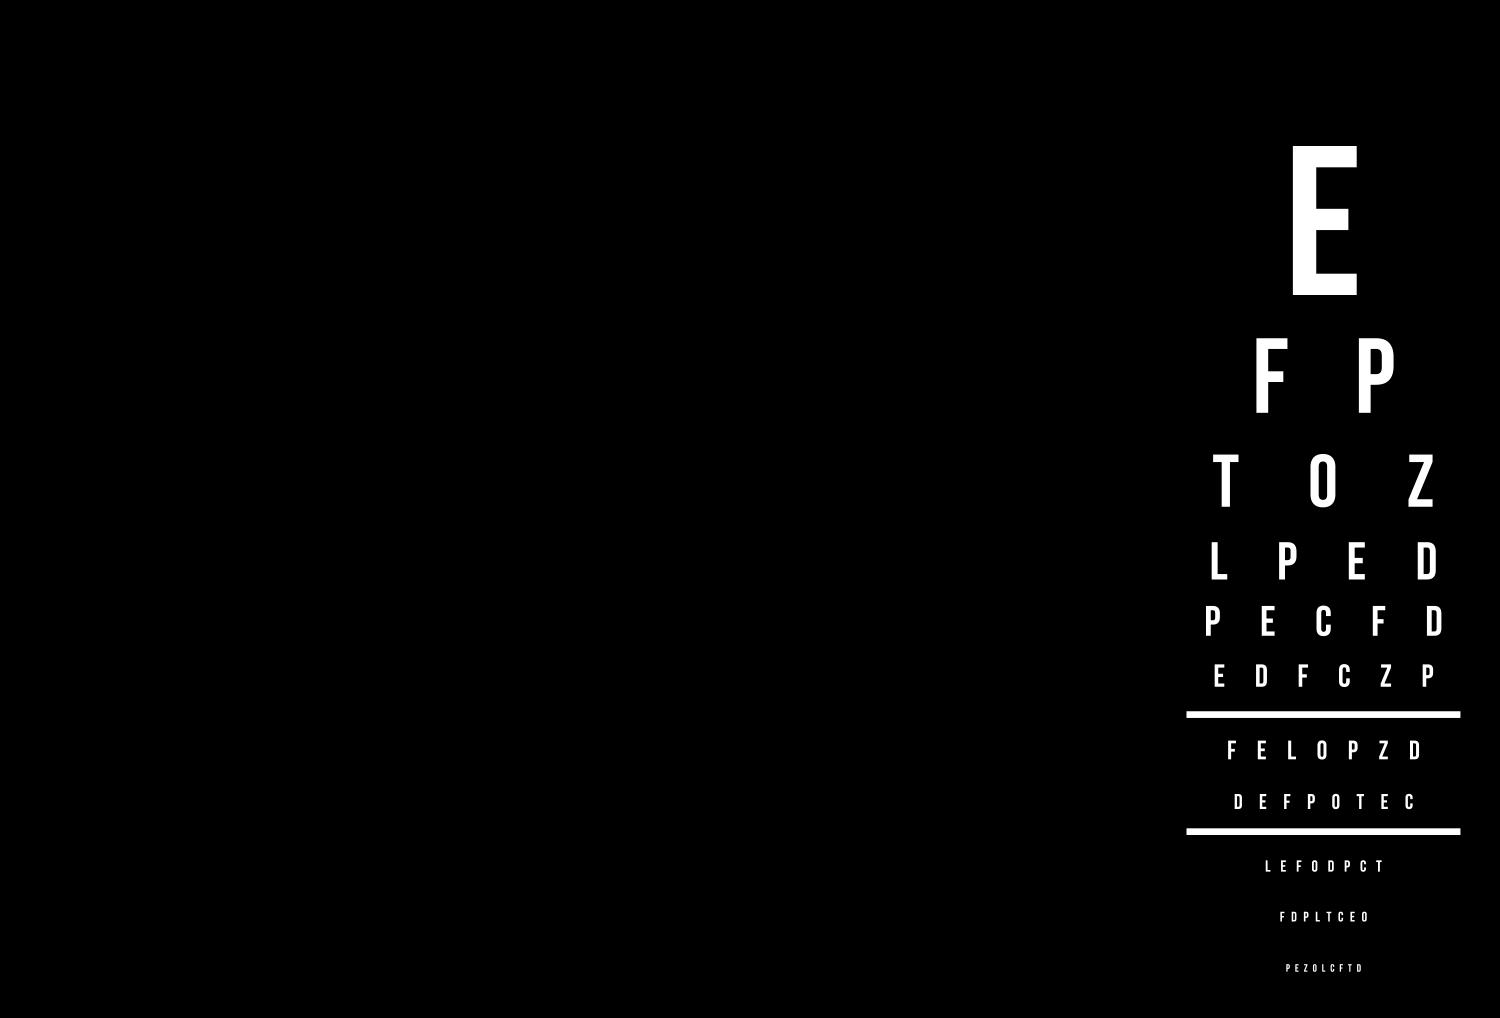 E
F P
T O Z
L P E D
P E C F D
E D F C Z P
F E L O P Z D
D E F P O T E C
L E F O D P C T
F D P L T C E O
P E Z O L C F T D